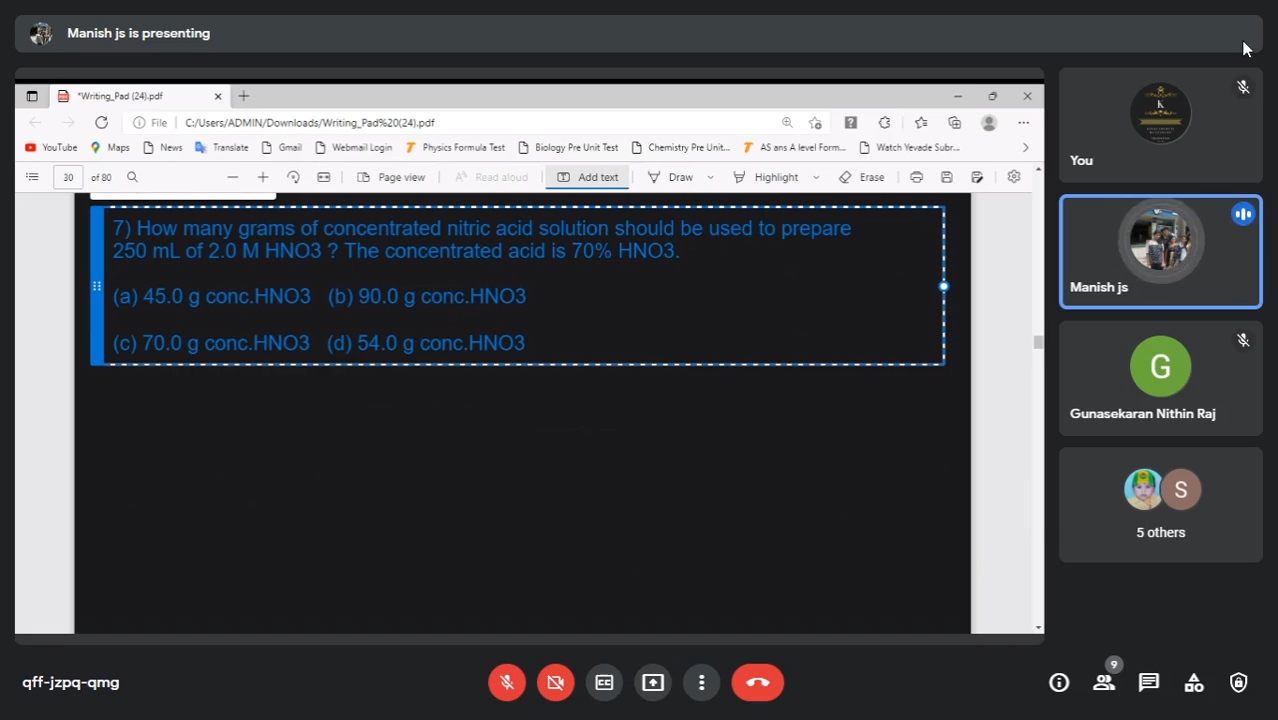 Manish js is presenting
*Writing_Pad (24).pdf
File C:/Users/ADMIN/Downloads/Writing_Pad%20(24).pdf
YouTube Maps News Translate Gmail Webmail Login Physics Formula Test Biology Pre Unit Test Chemistry Pre Unit... AS ans A level Form... Watch Yevade Subr...
30 of 80 Page view Read aloud Add text Draw Highlight Erase
7) How many grams of concentrated nitric acid solution should be used to prepare
250 mL of 2.0 M HNO3 ? The concentrated acid is 70% HNO3.
(a) 45.0 g conc.HNO3 (b) 90.0 g conc.HNO3
(c) 70.0 g conc.HNO3 (d) 54.0 g conc.HNO3
K
You
Manish js
G
Gunasekaran Nithin Raj
S
5 others
qff-jzpq-qmg
CC
9